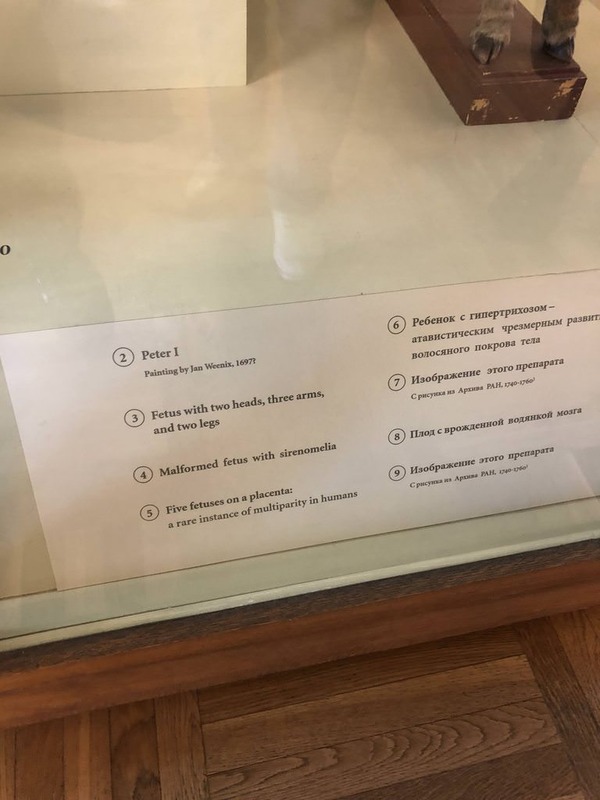 о
2 Peter I
Painting by Jan Weenix, 1697?
3 Fetus with two heads, three arms,
and two legs
4 Malformed fetus with sirenomelia
5 Five fetuses on a placenta:
a rare instance of multiparity in humans
6 Ребенок с гипертрихозом –
атавистическим чрезмерным развит
волосяного покрова тела
7 Изображение этого препарата
С рисунка из Архива РАН, 1740-1760?
8 Плод с врожденной водянкой мозга
9 Изображение этого препарата
С рисунка из Архива РАН, 1740-1760?